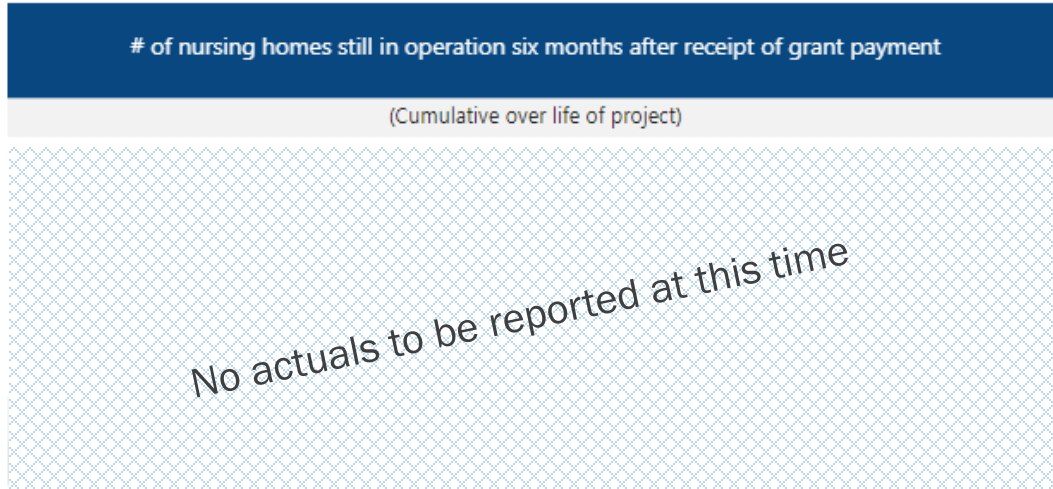 # of nursing homes still in operation six months after receipt of grant payment
(Cumulative over life of project)
No actuals to be reported at this time